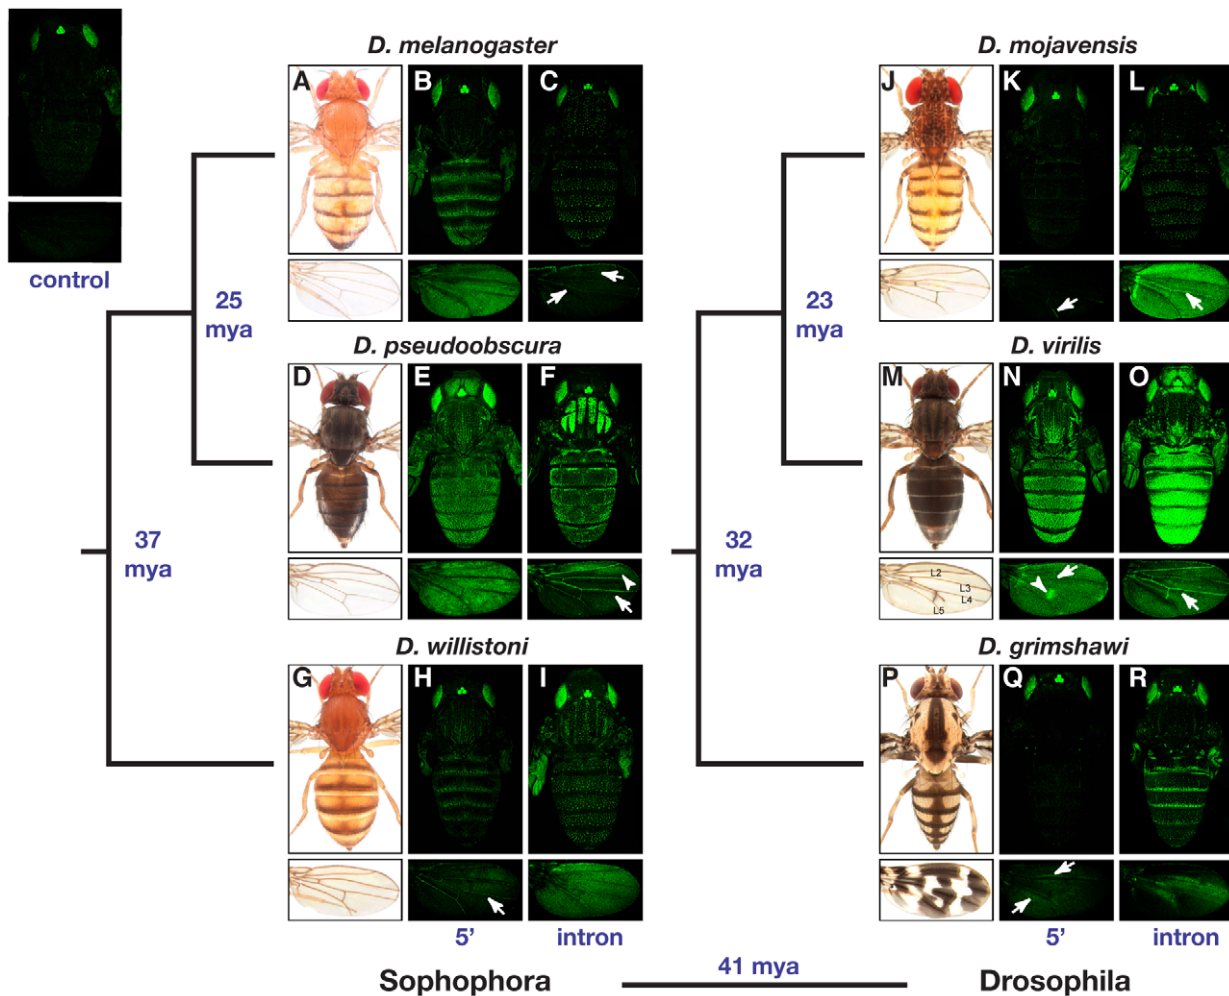 control
D. melanogaster
A
B
C
D. mojavensis
J
K
L
25
mya
23
mya
D. pseudoobscura
D
E
F
D. virilis
M
N
O
L2
L3
L4
L5
37
mya
32
mya
D. willistoni
G
H
I
D. grimshawi
P
Q
R
5’ intron
5’ intron
Sophophora
41 mya
Drosophila